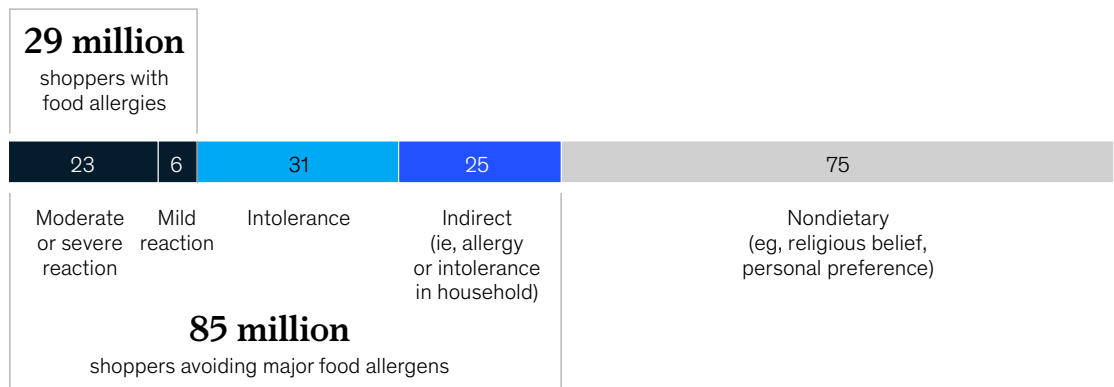 29 million
shoppers with
food allergies
23
6
31
25
75
Moderate
or severe
reaction
Mild
reaction
Intolerance
Indirect
(ie, allergy
or intolerance
in household)
Nondietary
(eg, religious belief,
personal preference)
85 million
shoppers avoiding major food allergens